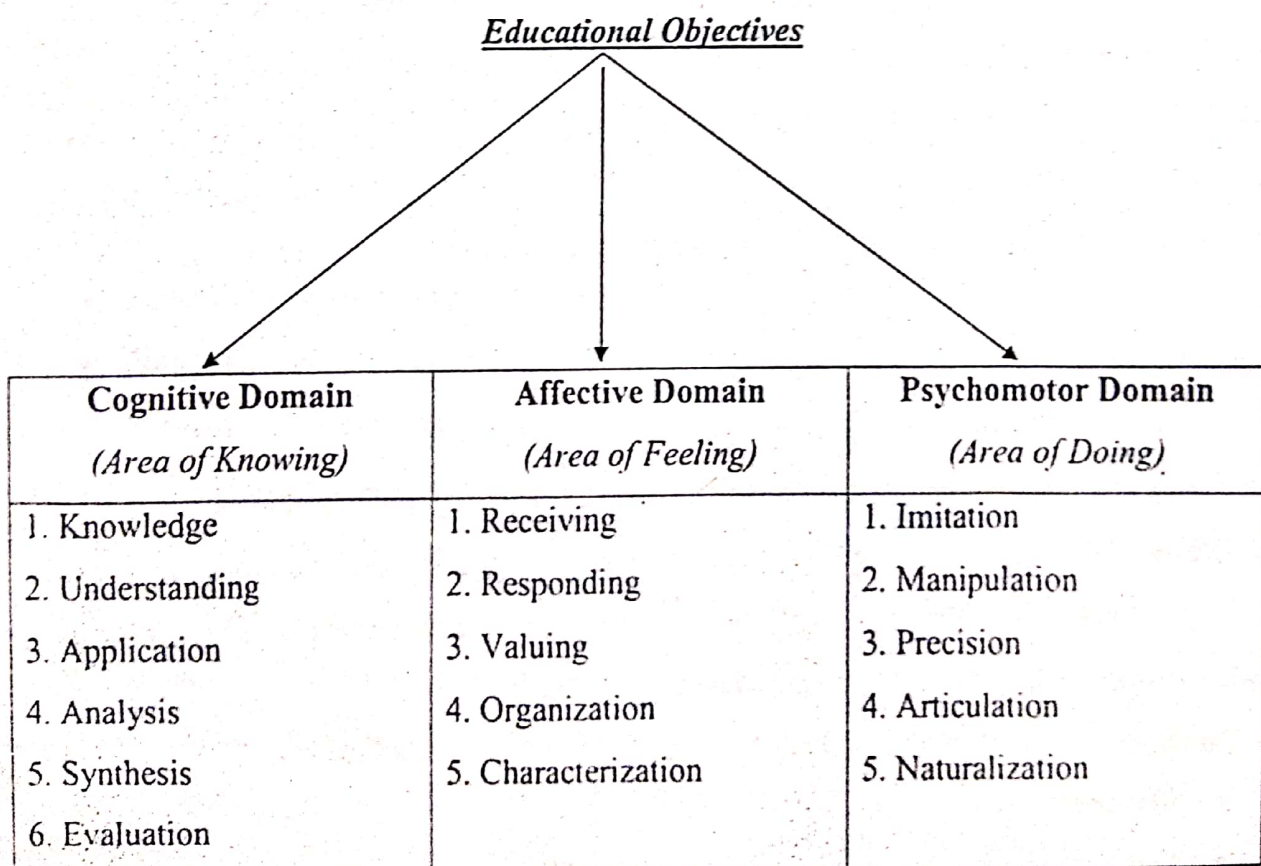 Educational Objectives
Cognitive Domain
(Area of Knowing)
1. Knowledge
2. Understanding
3. Application
4. Analysis
5. Synthesis
6. Evaluation
Affective Domain
(Area of Feeling)
1. Receiving
2. Responding
3. Valuing
4. Organization
5. Characterization
Psychomotor Domain
(Area of Doing)
1. Imitation
2. Manipulation
3. Precision
4. Articulation
5. Naturalization